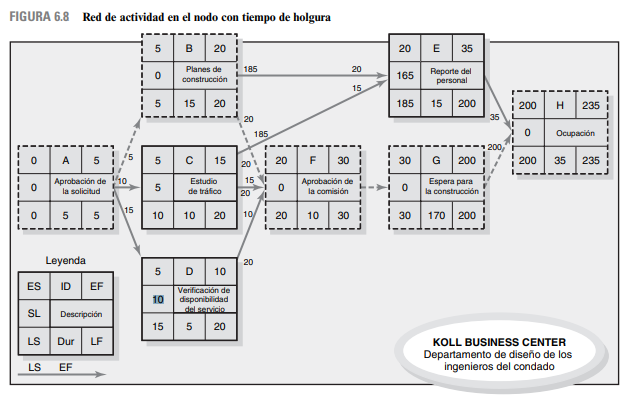 FIGURA 6.8 Red de actividad en el nodo con tiempo de holgura
5 B 20
0 Planes de
construcción
5 15 20
20 E 35
165 Reporte del
personal
185 15 200
185
20
15
200 H 235
0 Ocupación
200 35 235
35
200
20
185
0 A 5
0 Aprobación de
la solicitud
0 5 5
5
10
15
5 C 15
5 Estudio
de tráfico
10 10 20
20
15
20
10
20 F 30
0 Aprobación de
la comisión
20 10 30
30 G 200
0 Espera para
la construcción
30 170 200
5 D 10
10 Verificación de
disponibilidad
del servicio
15 5 20
20
Leyenda
ES ID EF
SL Descripción
LS Dur LF
LS EF
KOLL BUSINESS CENTER
Departamento de diseño de los
ingenieros del condado